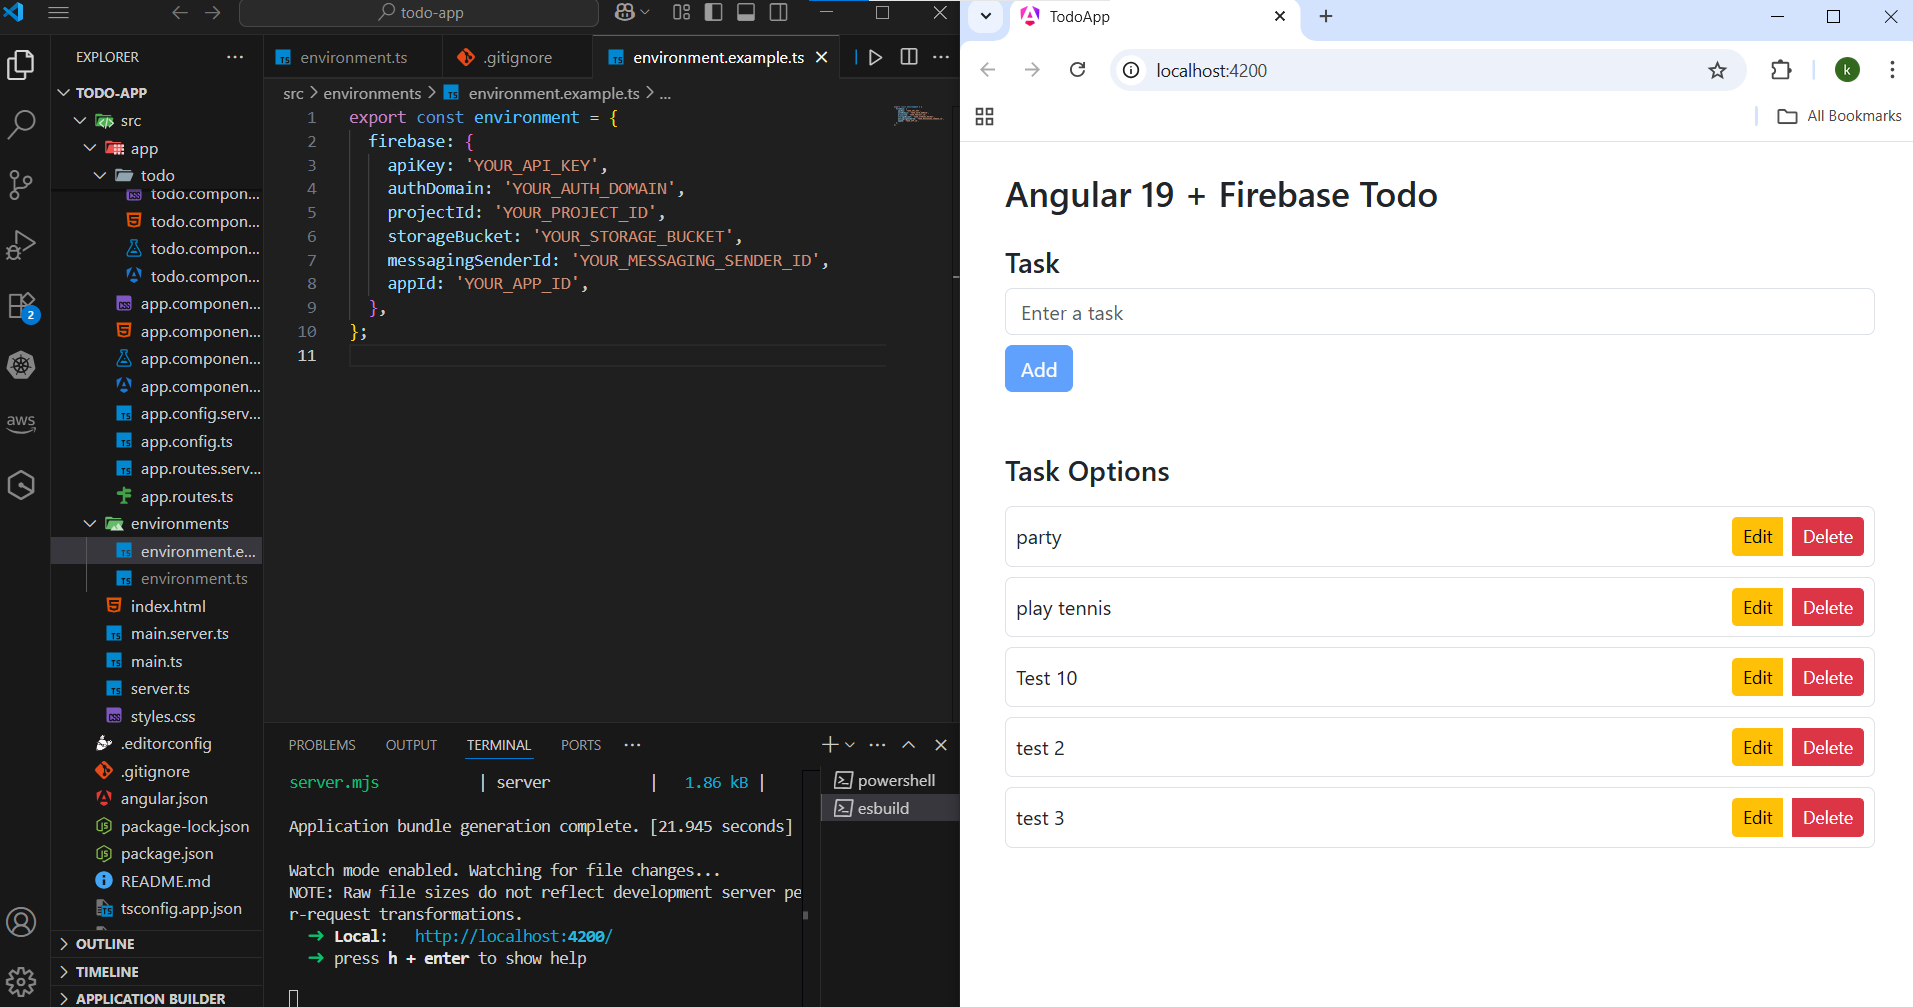 todo-app
EXPLORER
TODO-APP
src
app
todo
todo.compon...
todo.compo...
todo.compo...
todo.compon...
app.componen...
app.componen...
app.componen...
app.componen...
app.config.serv...
app.config.ts
app.routes.serv...
app.routes.ts
environments
environment.e...
environment.ts
index.html
main.server.ts
main.ts
server.ts
styles.css
.editorconfig
.gitignore
angular.json
package-lock.json
package.json
README.md
tsconfig.app.json
OUTLINE
TIMELINE
APPLICATION BUILDER
2
aws
environment.ts
.gitignore
environment.example.ts
src > environments > environment.example.ts > ...
1 export const environment = {
2 firebase: {
3 apiKey: 'YOUR_API_KEY',
4 authDomain: 'YOUR_AUTH_DOMAIN',
5 projectId: 'YOUR_PROJECT_ID',
6 storageBucket: 'YOUR_STORAGE_BUCKET',
7 messagingSenderId: 'YOUR_MESSAGING_SENDER_ID',
8 appId: 'YOUR_APP_ID',
9 },
10 };
11
PROBLEMS OUTPUT TERMINAL PORTS
server.mjs | server | 1.86 kB |
Application bundle generation complete. [21.945 seconds]
Watch mode enabled. Watching for file changes...
NOTE: Raw file sizes do not reflect development server pe
r-request transformations.
➜ Local: http://localhost:4200/
➜ press h + enter to show help
powershell
esbuild
TodoApp
localhost:4200
k
All Bookmarks
Angular 19 + Firebase Todo
Task
Enter a task
Add
Task Options
party Edit Delete
play tennis Edit Delete
Test 10 Edit Delete
test 2 Edit Delete
test 3 Edit Delete